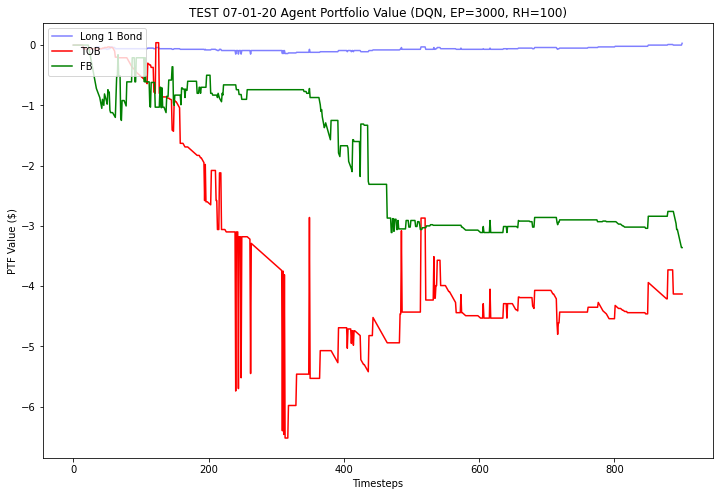 TEST 07-01-20 Agent Portfolio Value (DQN, EP=3000, RH=100)
Long 1 Bond
TOB
FB
PTF Value ($)
0
−1
−2
−3
−4
−5
−6
0 200 400 600 800
Timesteps